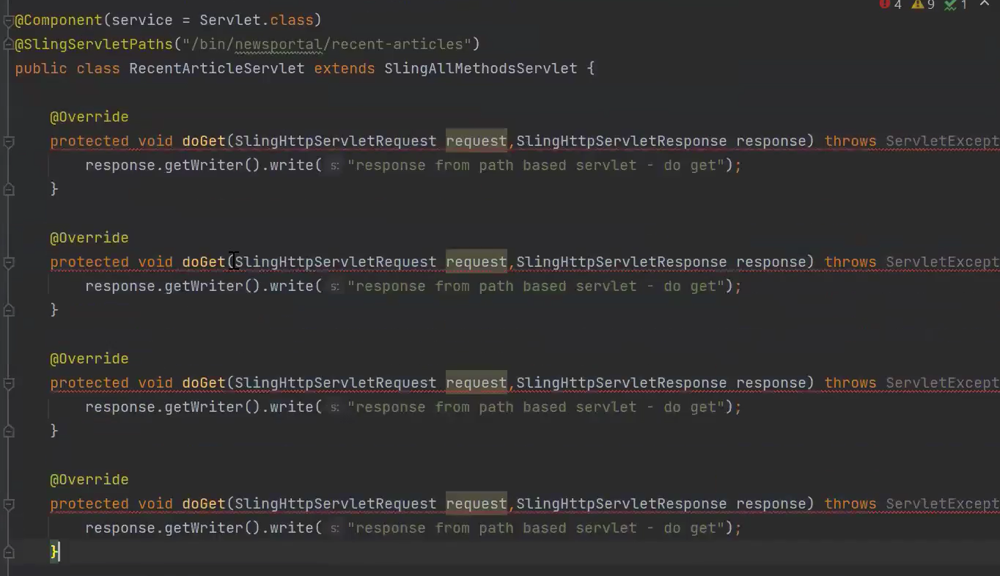 4 9 1
@Component(service = Servlet.class)
@SlingServletPaths("/bin/newsportal/recent-articles")
public class RecentArticleServlet extends SlingAllMethodsServlet {
@Override
protected void doGet(SlingHttpServletRequest request,SlingHttpServletResponse response) throws ServletExcept
response.getWriter().write( s: "response from path based servlet - do get");
}
@Override
protected void doGet(SlingHttpServletRequest request,SlingHttpServletResponse response) throws ServletExcept
response.getWriter().write( s: "response from path based servlet - do get");
}
@Override
protected void doGet(SlingHttpServletRequest request,SlingHttpServletResponse response) throws ServletExcept
response.getWriter().write( s: "response from path based servlet - do get");
}
@Override
protected void doGet(SlingHttpServletRequest request,SlingHttpServletResponse response) throws ServletExcept
response.getWriter().write( s: "response from path based servlet - do get");
}